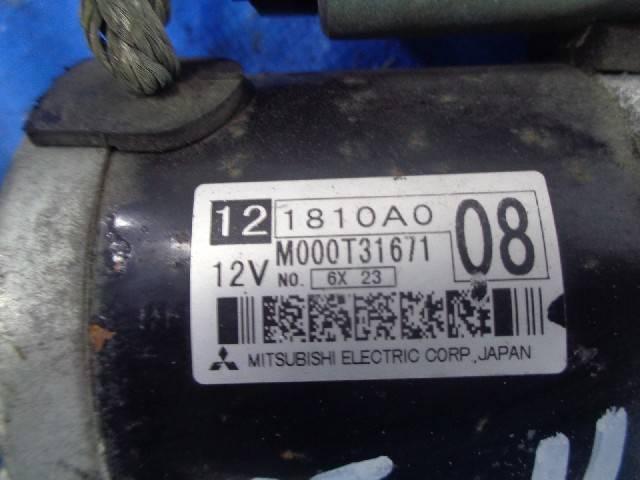 12 1810A0 08
12V M000T31671
NO. 6X 23
MITSUBISHI ELECTRIC CORP., JAPAN